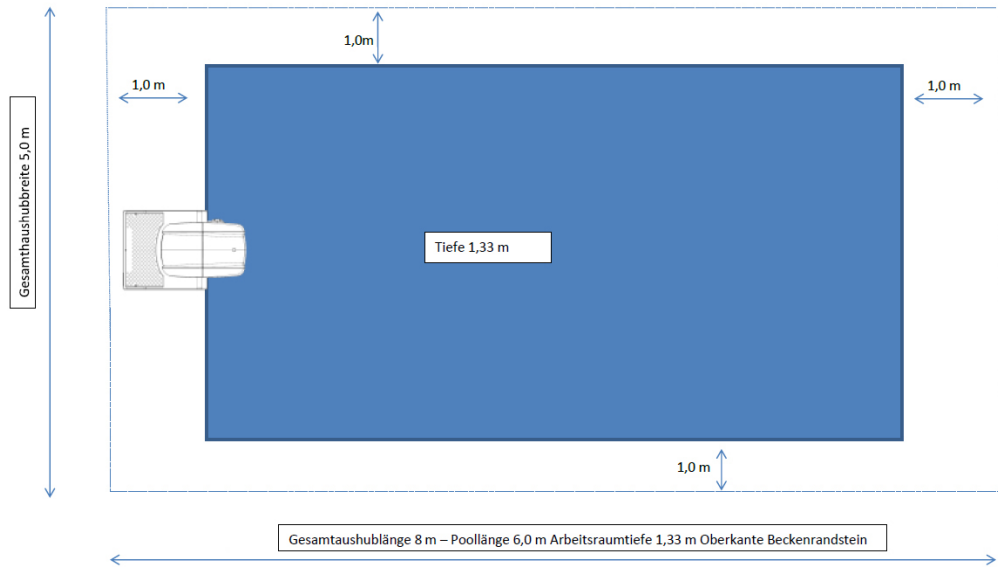 1,0m
1,0 m
1,0 m
Gesamthaushubbreite 5,0 m
Tiefe 1,33 m
1,0 m
Gesamtaushublänge 8 m – Poollänge 6,0 m Arbeitsraumtiefe 1,33 m Oberkante Beckenrandstein